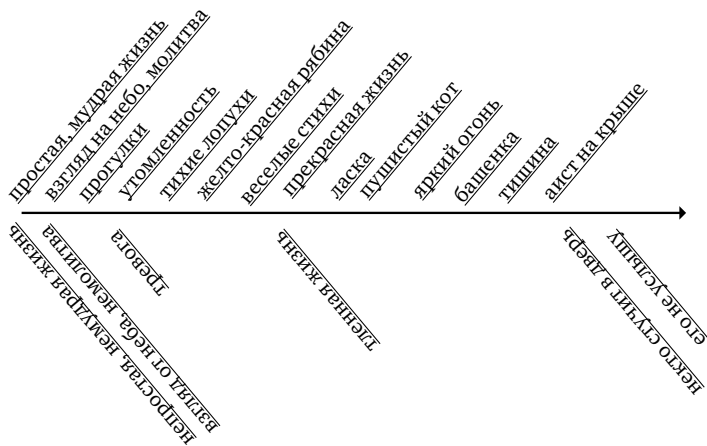 простая, мудрая жизнь
взгляд на небо, молитва
прогулки
утомленность
тихие лопухи
желто-красная рябина
веселые стихи
прекрасная жизнь
ласка
пушистый кот
яркий огонь
башенка
тишина
аист на крыше
непростая, немудрая жизнь
взгляд от неба, немолитва
тревога
тленная жизнь
некто стучит в дверь
его не услышу